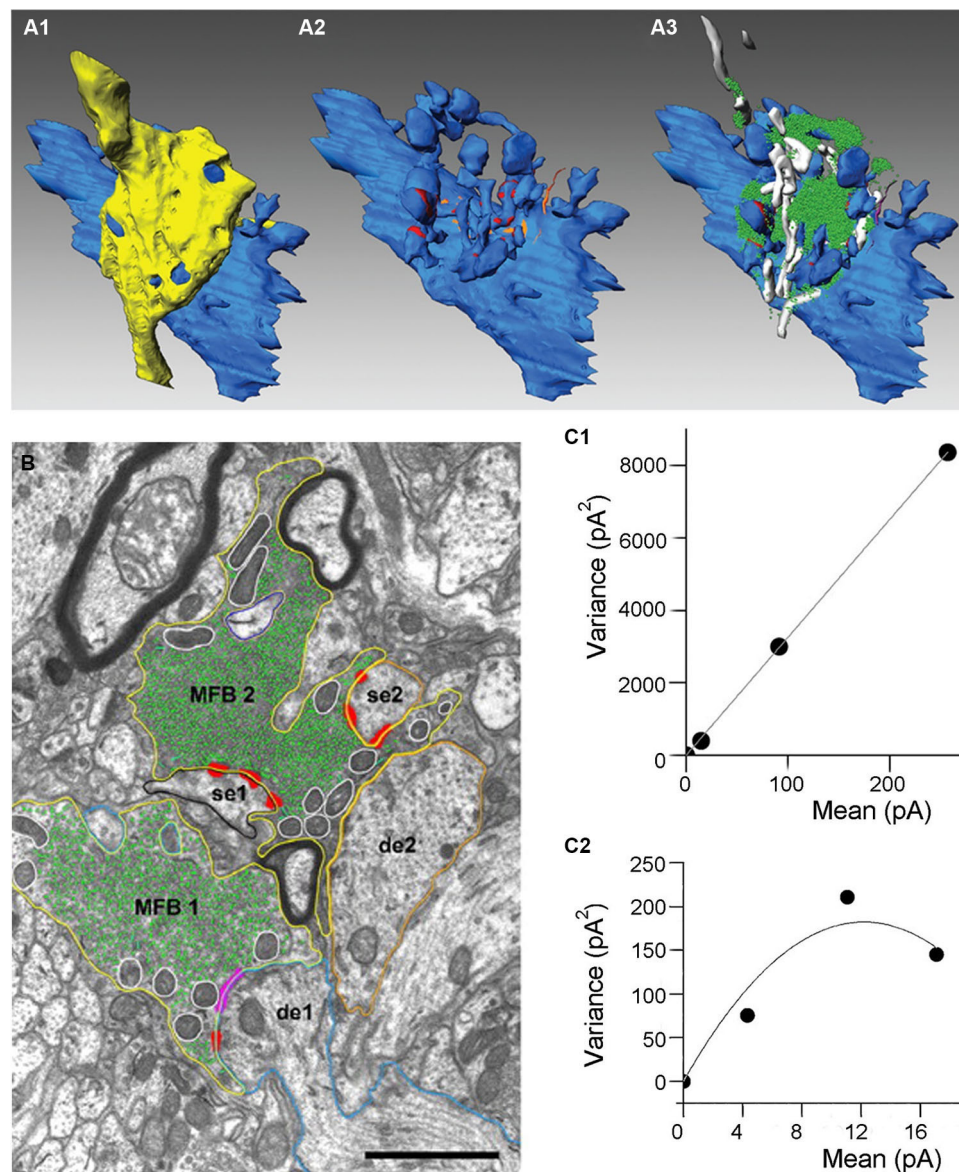 A1
A2
A3
B
MFB 2
se2
se1
de2
MFB 1
de1
C1
Variance (pA²)
8000
6000
4000
2000
0
0
100
200
Mean (pA)
C2
Variance (pA²)
250
200
150
100
50
0
0
4
8
12
16
Mean (pA)